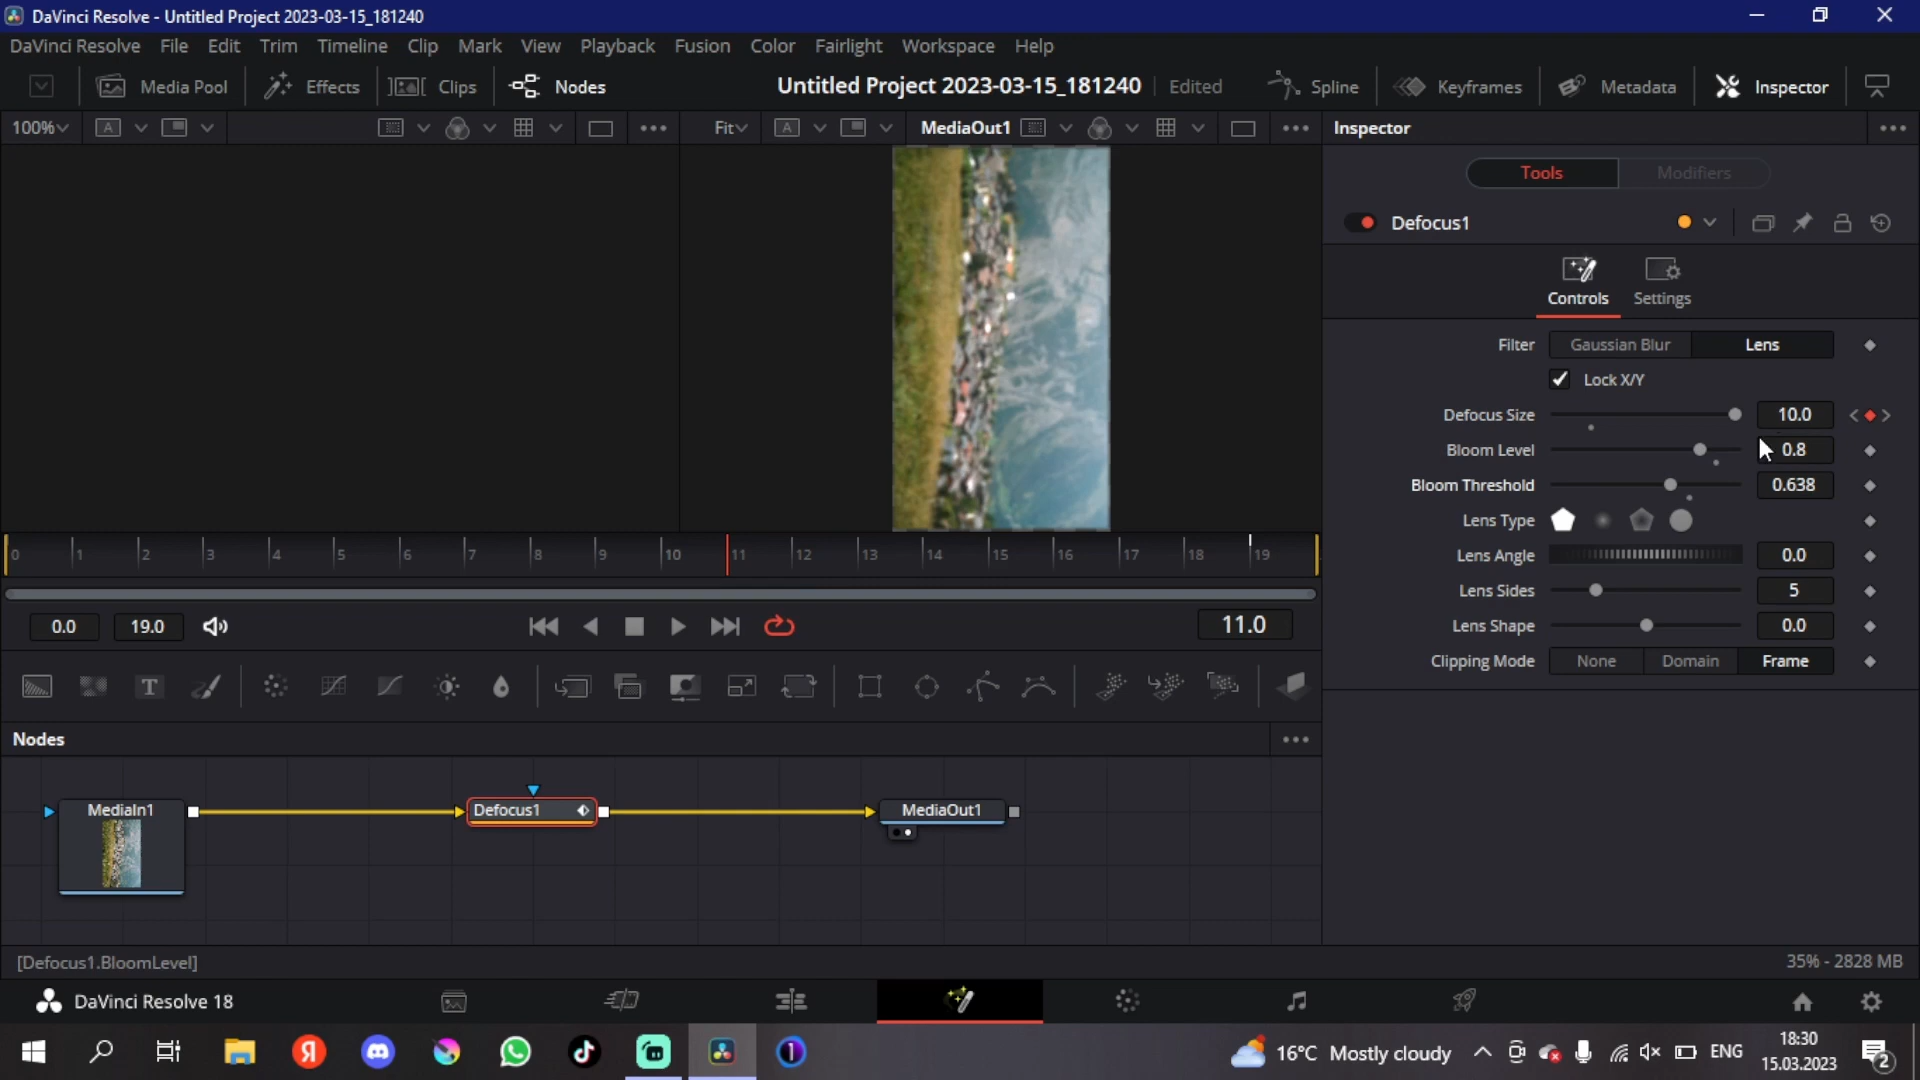 DaVinci Resolve - Untitled Project 2023-03-15_181240
DaVinci Resolve File Edit Trim Timeline Clip Mark View Playback Fusion Color Fairlight Workspace Help
Media Pool Effects Clips Nodes Untitled Project 2023-03-15_181240 Edited Spline Keyframes Metadata Inspector
100% A Fit A MediaOut1 Inspector
Tools Modifiers
Defocus1
Controls Settings
Filter Gaussian Blur Lens
Lock X/Y
Defocus Size 10.0
Bloom Level 0.8
Bloom Threshold 0.638
Lens Type
Lens Angle 0.0
Lens Sides 5
Lens Shape 0.0
Clipping Mode None Domain Frame
0 1 2 3 4 5 6 7 8 9 10 11 12 13 14 15 16 17 18 19
0.0 19.0 11.0
T
Nodes
MediaIn1 Defocus1 MediaOut1
[Defocus1.BloomLevel] 35% - 2828 MB
DaVinci Resolve 18
Я 1 16°C Mostly cloudy ENG 18:30
15.03.2023 2